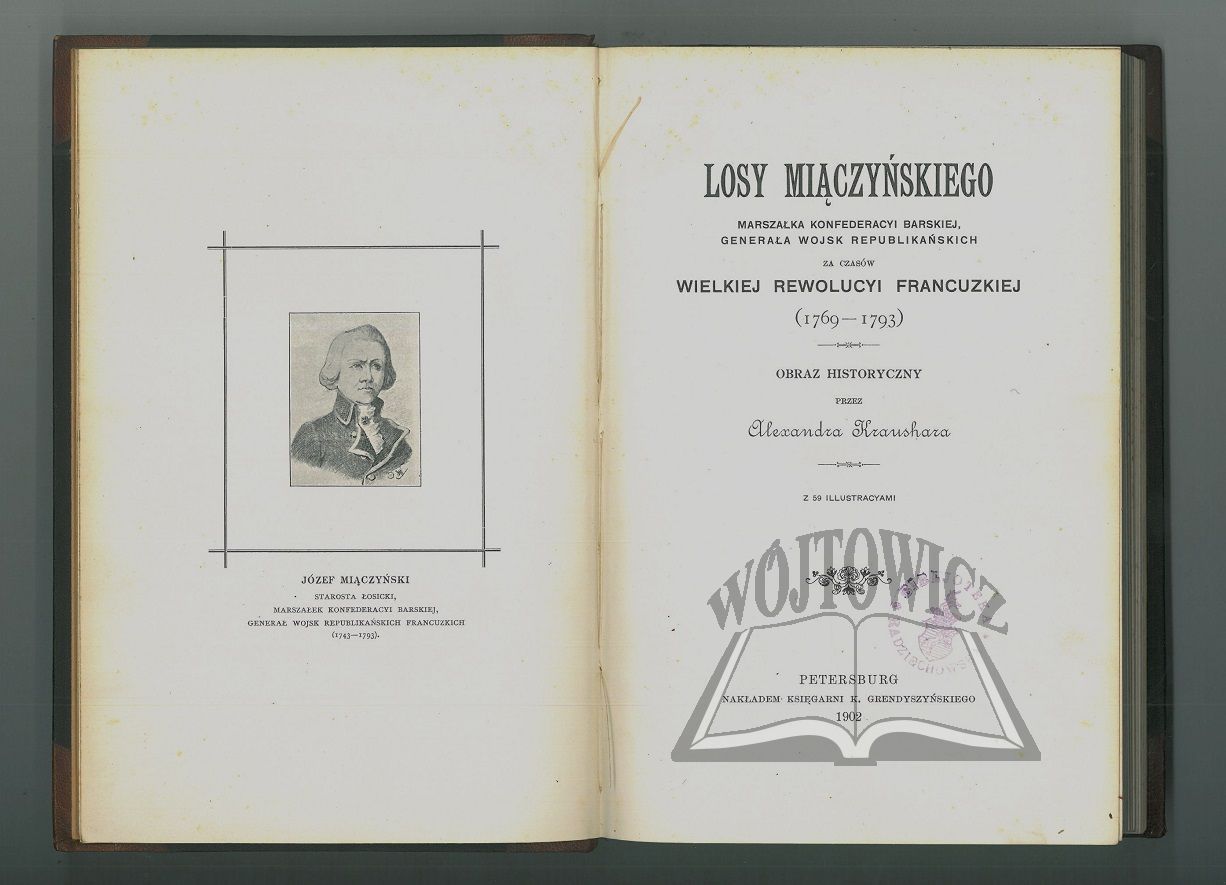 JÓZEF MIĄCZYŃSKI
STAROSTA ŁOSICKI,
MARSZAŁEK KONFEDERACYI BARSKIEJ,
GENERAŁ WOJSK REPUBLIKAŃSKICH FRANCUZKICH
(1743—1793).
LOSY MIĄCZYŃSKIEGO
MARSZAŁKA KONFEDERACYI BARSKIEJ,
GENERAŁA WOJSK REPUBLIKAŃSKICH
ZA CZASÓW
WIELKIEJ REWOLUCYI FRANCUZKIEJ
(1769—1793)
OBRAZ HISTORYCZNY
PRZEZ
Alexandra Kraushara
Z 59 ILLUSTRACYAMI
WÓJTOWICZ
PETERSBURG
NAKŁADEM KSIĘGARNI K. GRENDYSZYŃSKIEGO
1902